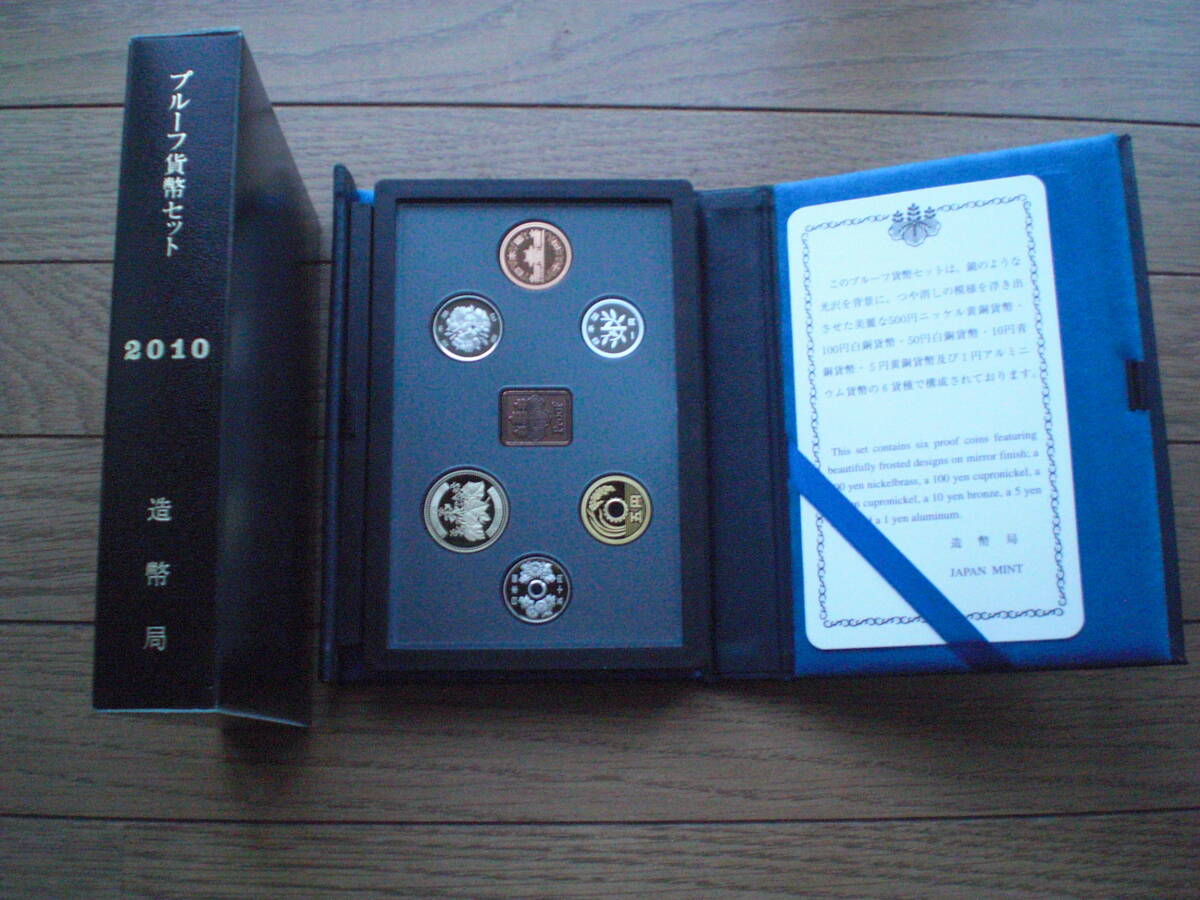 プルーフ貨幣セット
2010
造幣局
このプルーフ貨幣セットは、鏡のような
光沢を背景に、つや消しの模様を浮き出
させた美麗な500円ニッケル黄銅貨幣・
100円白銅貨幣・50円白銅貨幣・10円青
銅貨幣・5円黄銅貨幣及び1円アルミニ
ウム貨幣の6貨種で構成されております。
This set contains six proof coins featuring
beautifully frosted designs on mirror finish; a
00 yen nickelbrass, a 100 yen cupronickel, a
cupronickel, a 10 yen bronze, a 5 yen
a 1 yen aluminum.
造幣局
JAPAN MINT
五円